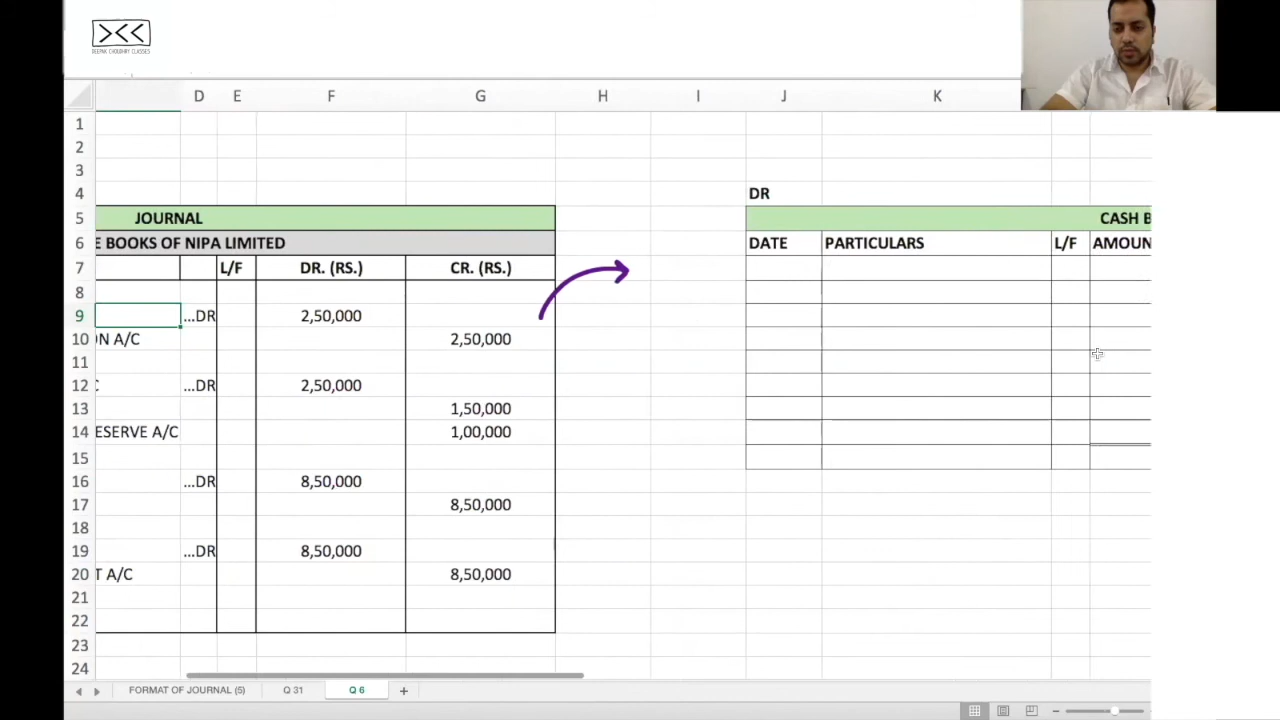 DEEPAK CHOUDHRY CLASSES
D E F G H I J K
1
2
3
4 DR
5 JOURNAL CASH B
6 E BOOKS OF NIPA LIMITED DATE PARTICULARS L/F AMOUN
7 L/F DR. (RS.) CR. (RS.)
8
9 ...DR 2,50,000
10 ON A/C 2,50,000
11
12 C ...DR 2,50,000
13 1,50,000
14 ESERVE A/C 1,00,000
15
16 ...DR 8,50,000
17 8,50,000
18
19 ...DR 8,50,000
20 T A/C 8,50,000
21
22
23
24
FORMAT OF JOURNAL (5) Q 31 Q 6 +